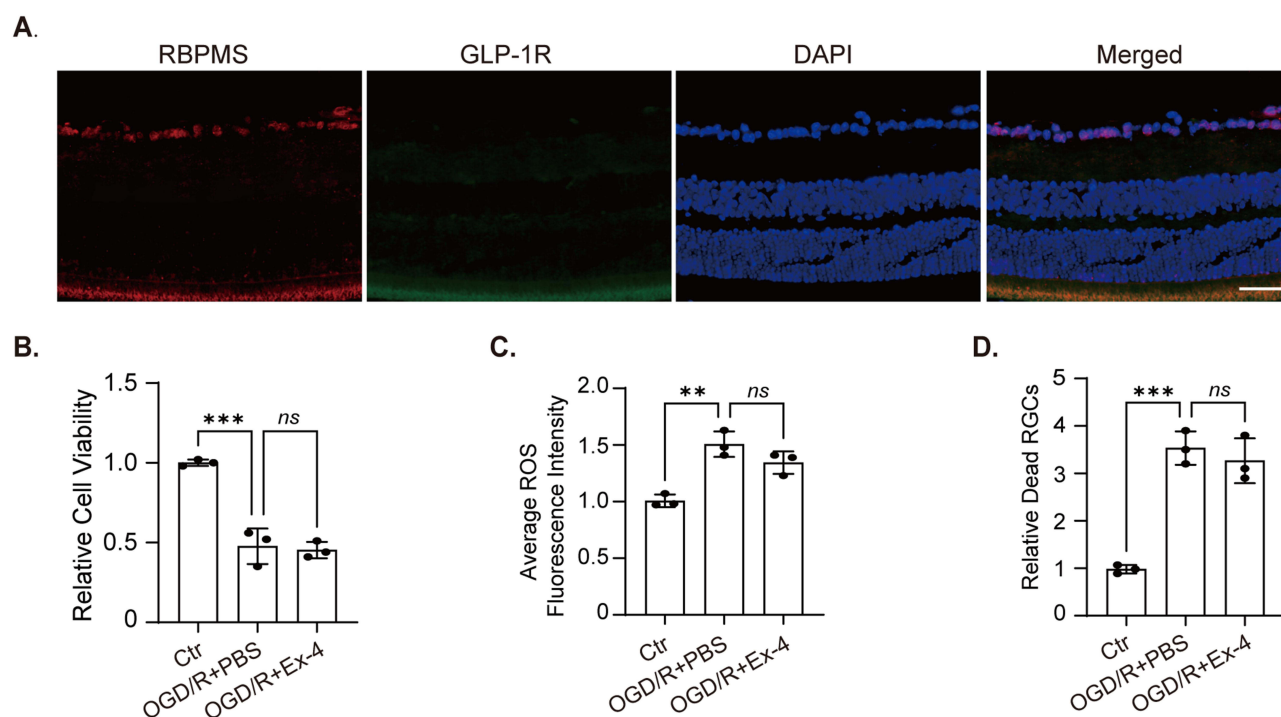 A.
RBPMS
GLP-1R
DAPI
Merged
B.
Relative Cell Viability
1.5
1.0
0.5
0
***
ns
Ctr
OGD/R+PBS
OGD/R+Ex-4
C.
Average ROS
Fluorescence Intensity
2.0
1.5
1.0
0.5
0.0
**
ns
Ctr
OGD/R+PBS
OGD/R+Ex-4
D.
Relative Dead RGCs
5
4
3
2
1
0
***
ns
Ctr
OGD/R+PBS
OGD/R+Ex-4